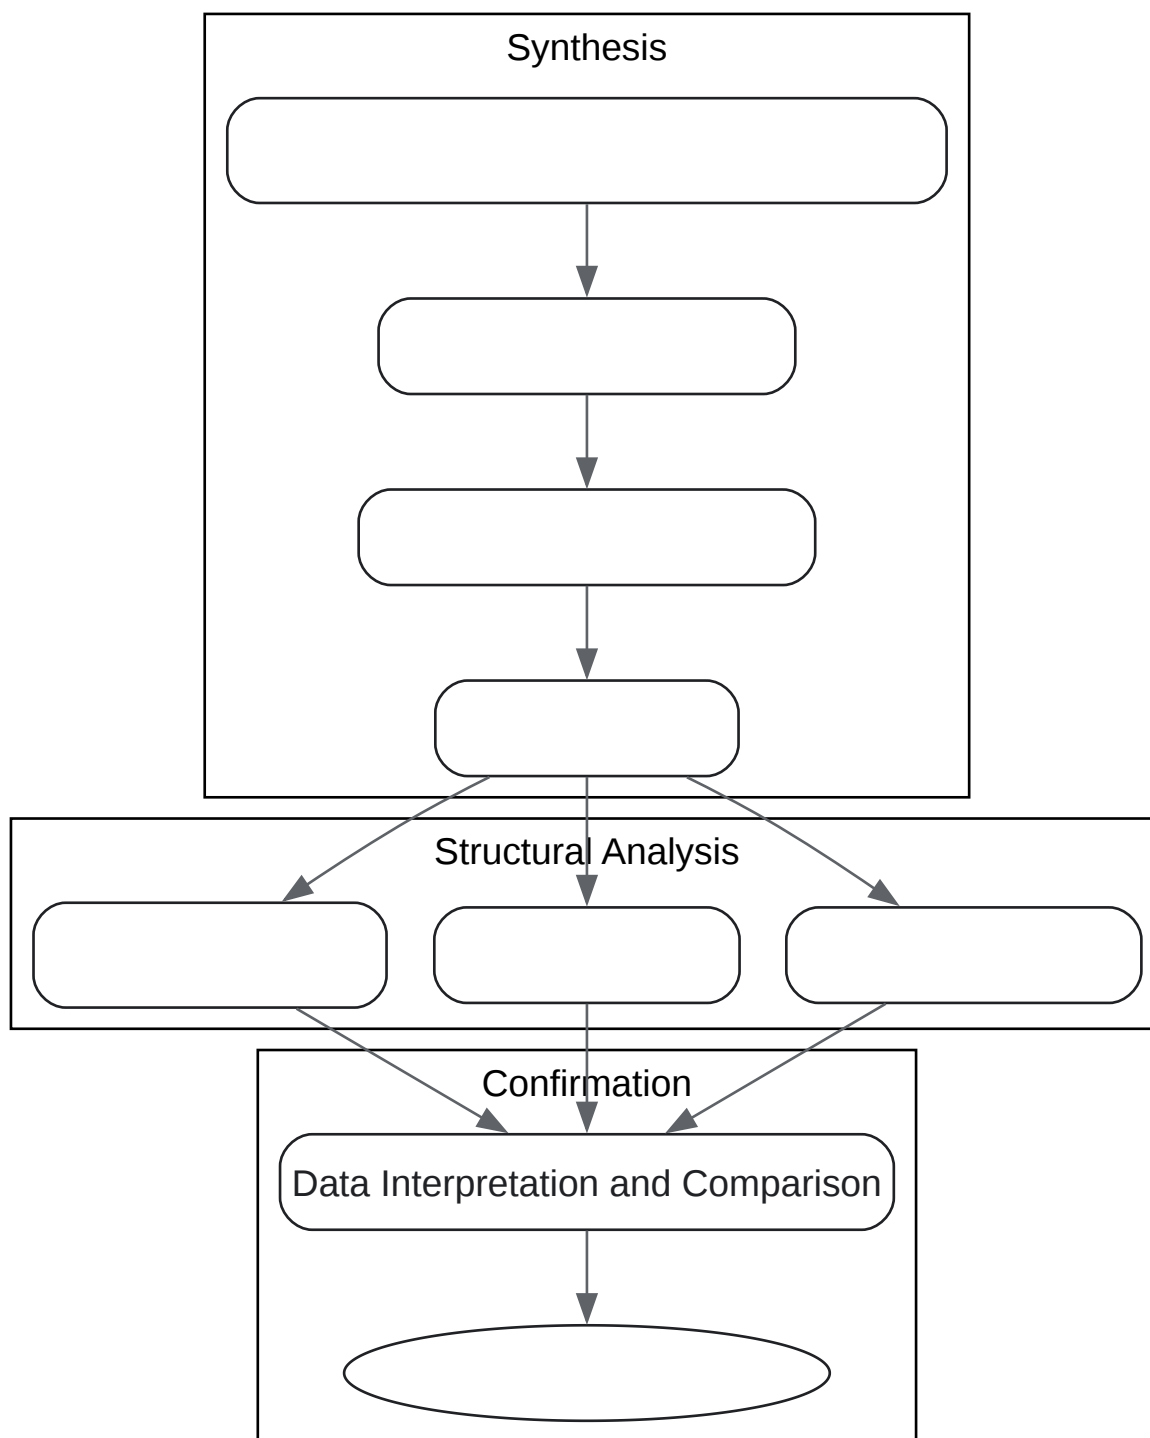 Synthesis
Structural Analysis
Confirmation
Data Interpretation and Comparison